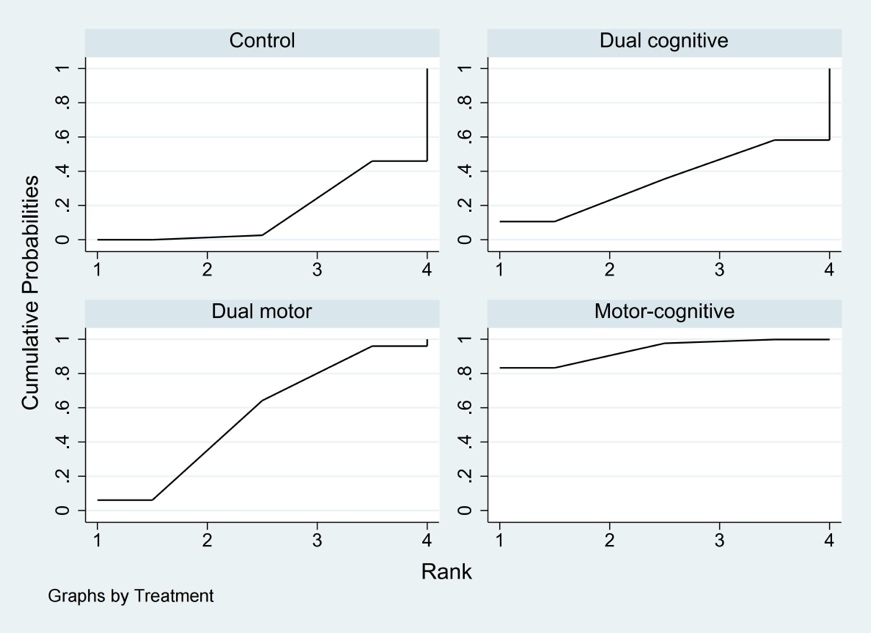 Control
Dual cognitive
Cumulative Probabilities
0 .2 .4 .6 .8 1
1 2 3 4
0 .2 .4 .6 .8 1
1 2 3 4
Dual motor
Motor-cognitive
0 .2 .4 .6 .8 1
1 2 3 4
0 .2 .4 .6 .8 1
1 2 3 4
Rank
Graphs by Treatment